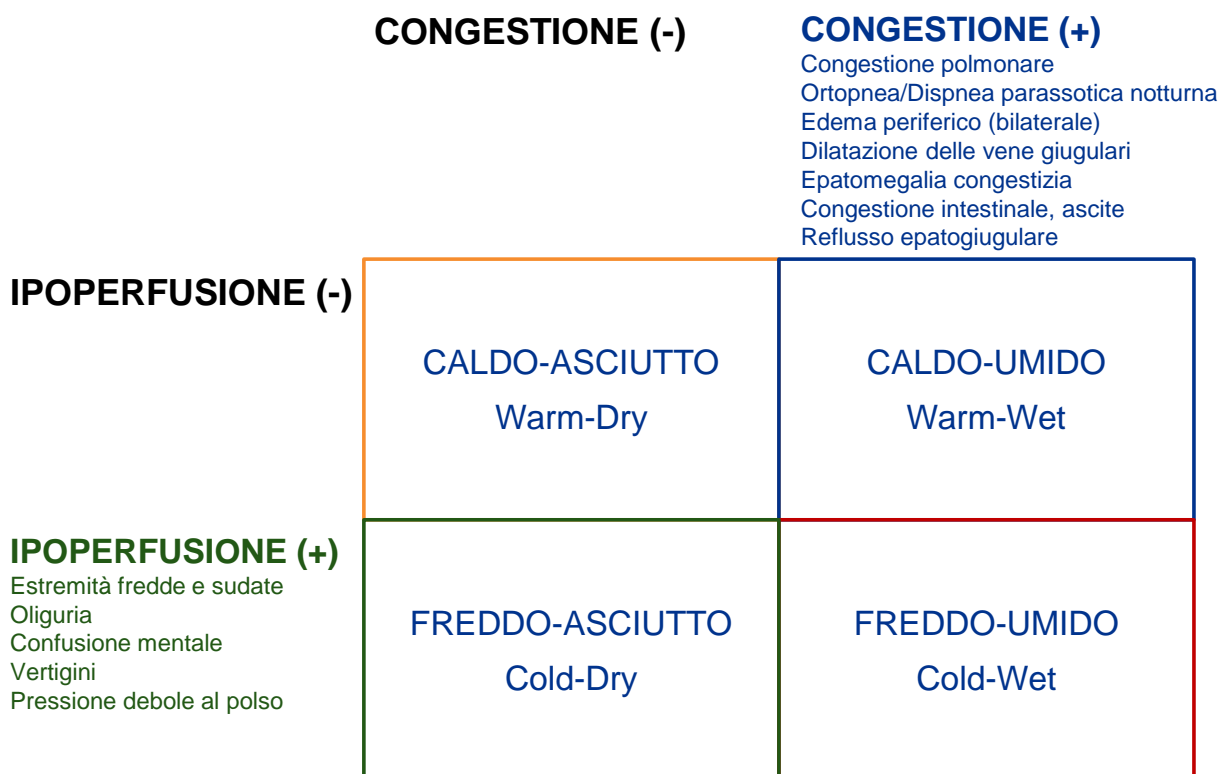 CONGESTIONE (-)
CONGESTIONE (+)
Congestione polmonare
Ortopnea/Dispnea parassotica notturna
Edema periferico (bilaterale)
Dilatazione delle vene giugulari
Epatomegalia congestizia
Congestione intestinale, ascite
Reflusso epatogiugulare
IPOPERFUSIONE (-)
CALDO-ASCIUTTO
Warm-Dry
CALDO-UMIDO
Warm-Wet
IPOPERFUSIONE (+)
Estremità fredde e sudate
Oliguria
Confusione mentale
Vertigini
Pressione debole al polso
FREDDO-ASCIUTTO
Cold-Dry
FREDDO-UMIDO
Cold-Wet